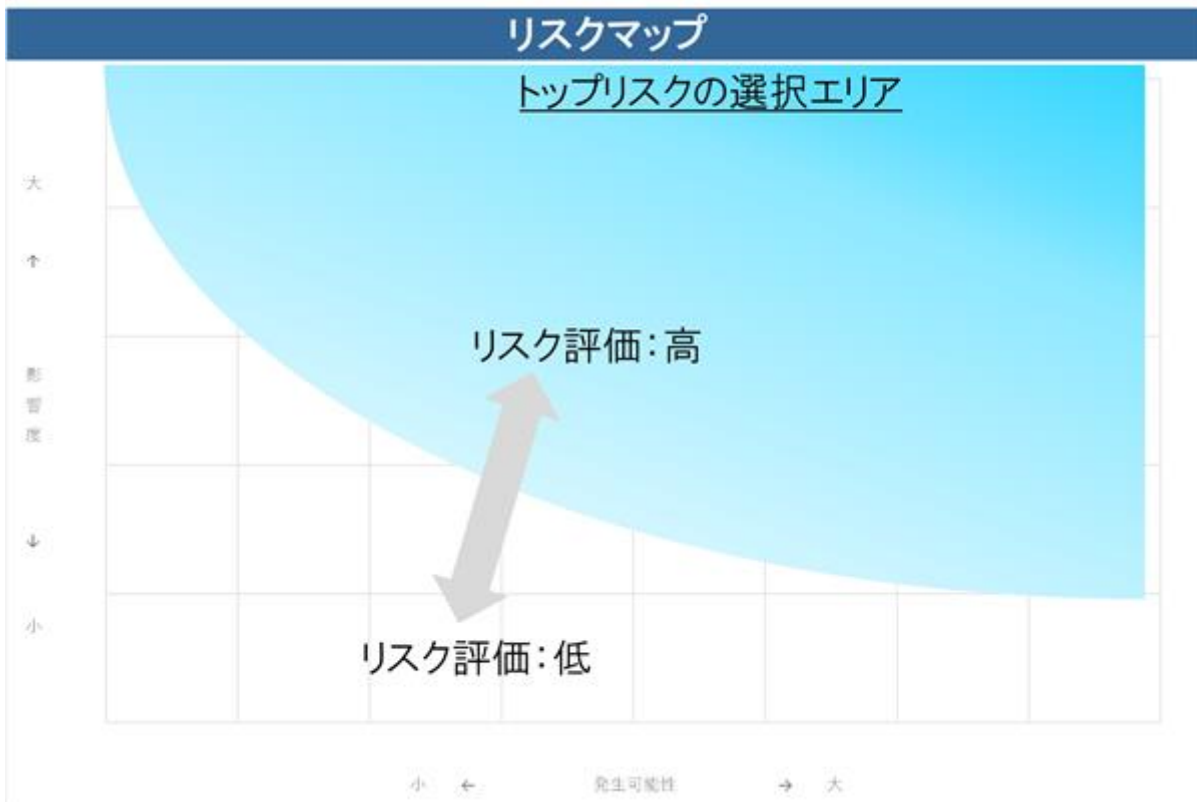 リスクマップ
トップリスクの選択エリア
大
↑
影
響
度
↓
小
リスク評価：高
リスク評価：低
小 ← 発生可能性 → 大